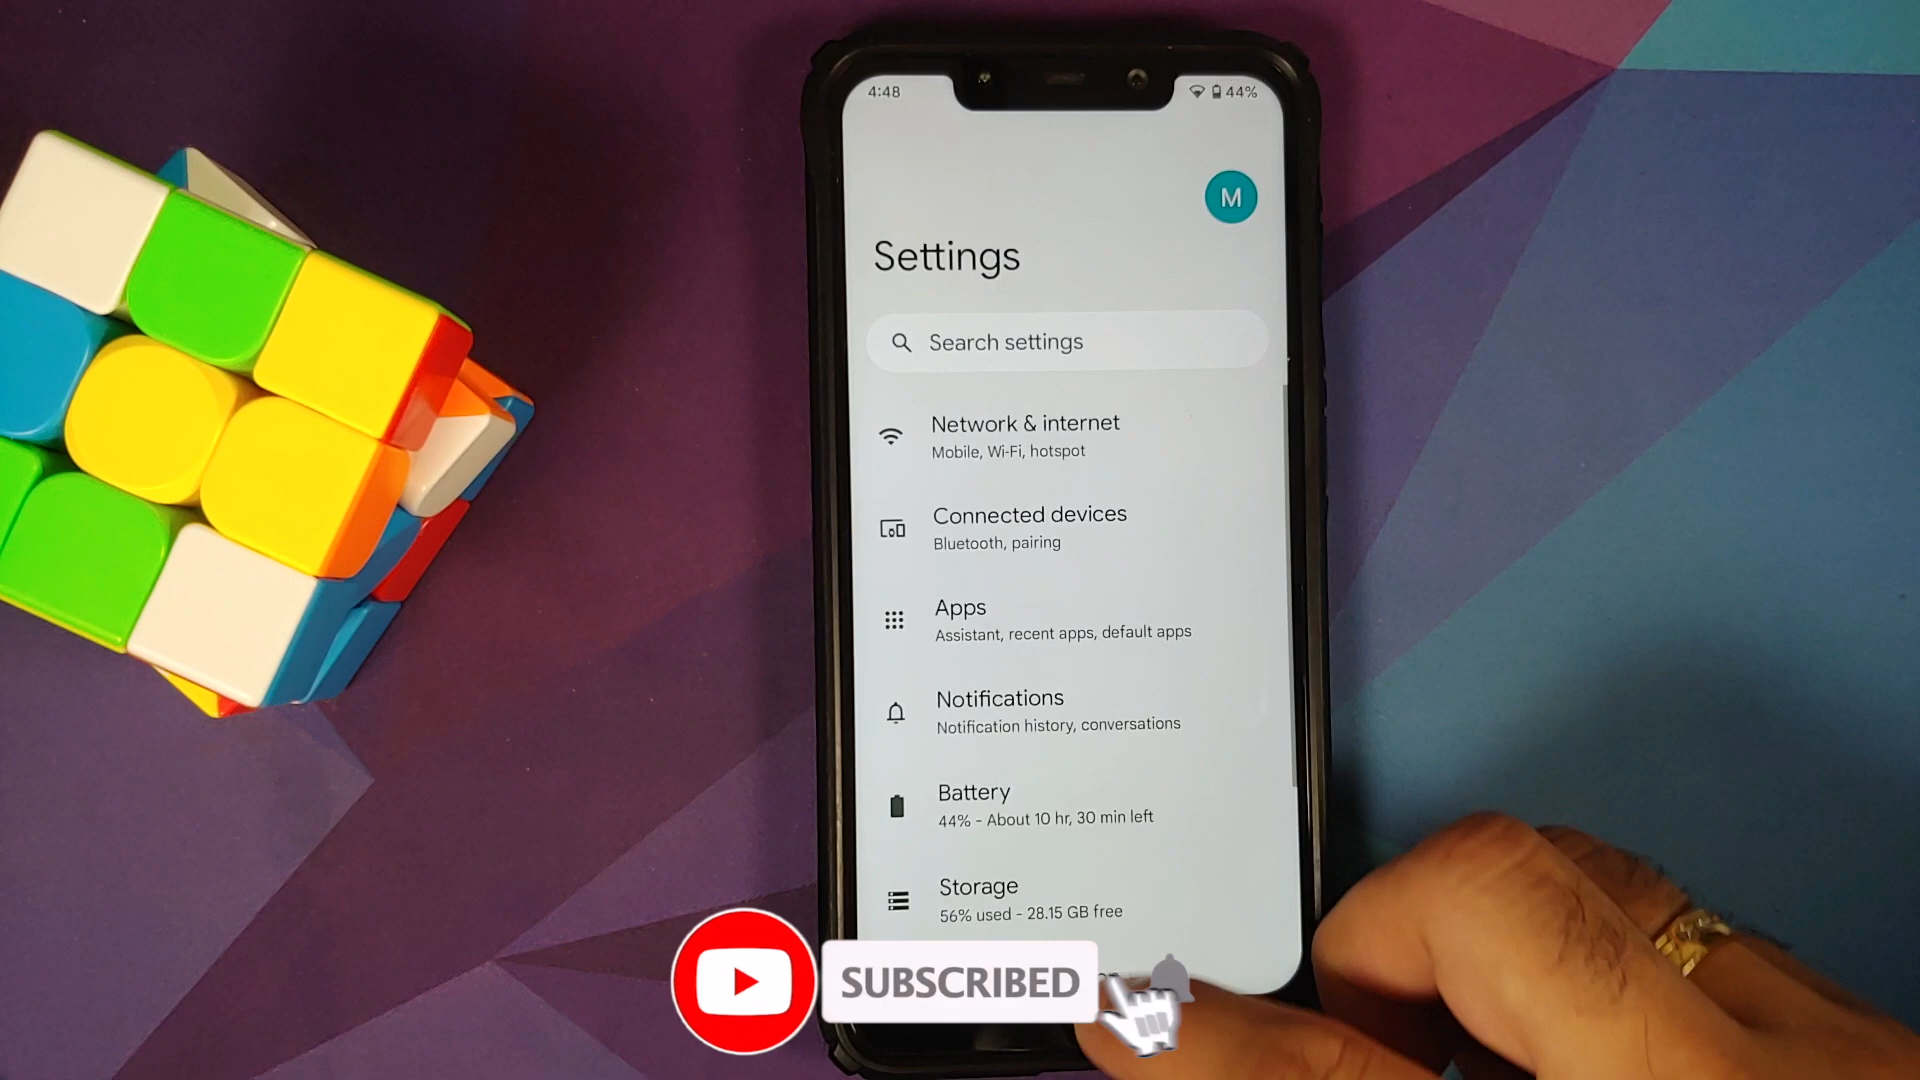 4:48
44%
M
Settings
Search settings
Network & internet
Mobile, Wi-Fi, hotspot
Connected devices
Bluetooth, pairing
Apps
Assistant, recent apps, default apps
Notifications
Notification history, conversations
Battery
44% - About 10 hr, 30 min left
Storage
56% used - 28.15 GB free
SUBSCRIBED